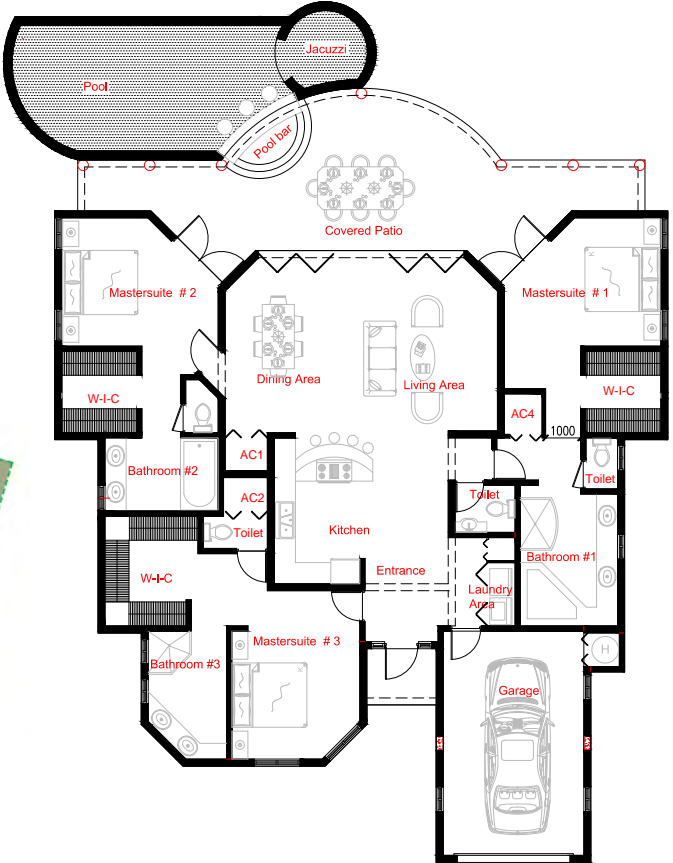 Jacuzzi
Pool
Pool bar
Covered Patio
Mastersuite # 2
Mastersuite # 1
Dining Area
Living Area
W-I-C
W-I-C
AC4
1000
AC1
Bathroom #2
Toilet
AC2
Toilet
Toilet
Kitchen
Bathroom #1
Entrance
W-I-C
Laundry
Area
Mastersuite # 3
H
Bathroom #3
Garage